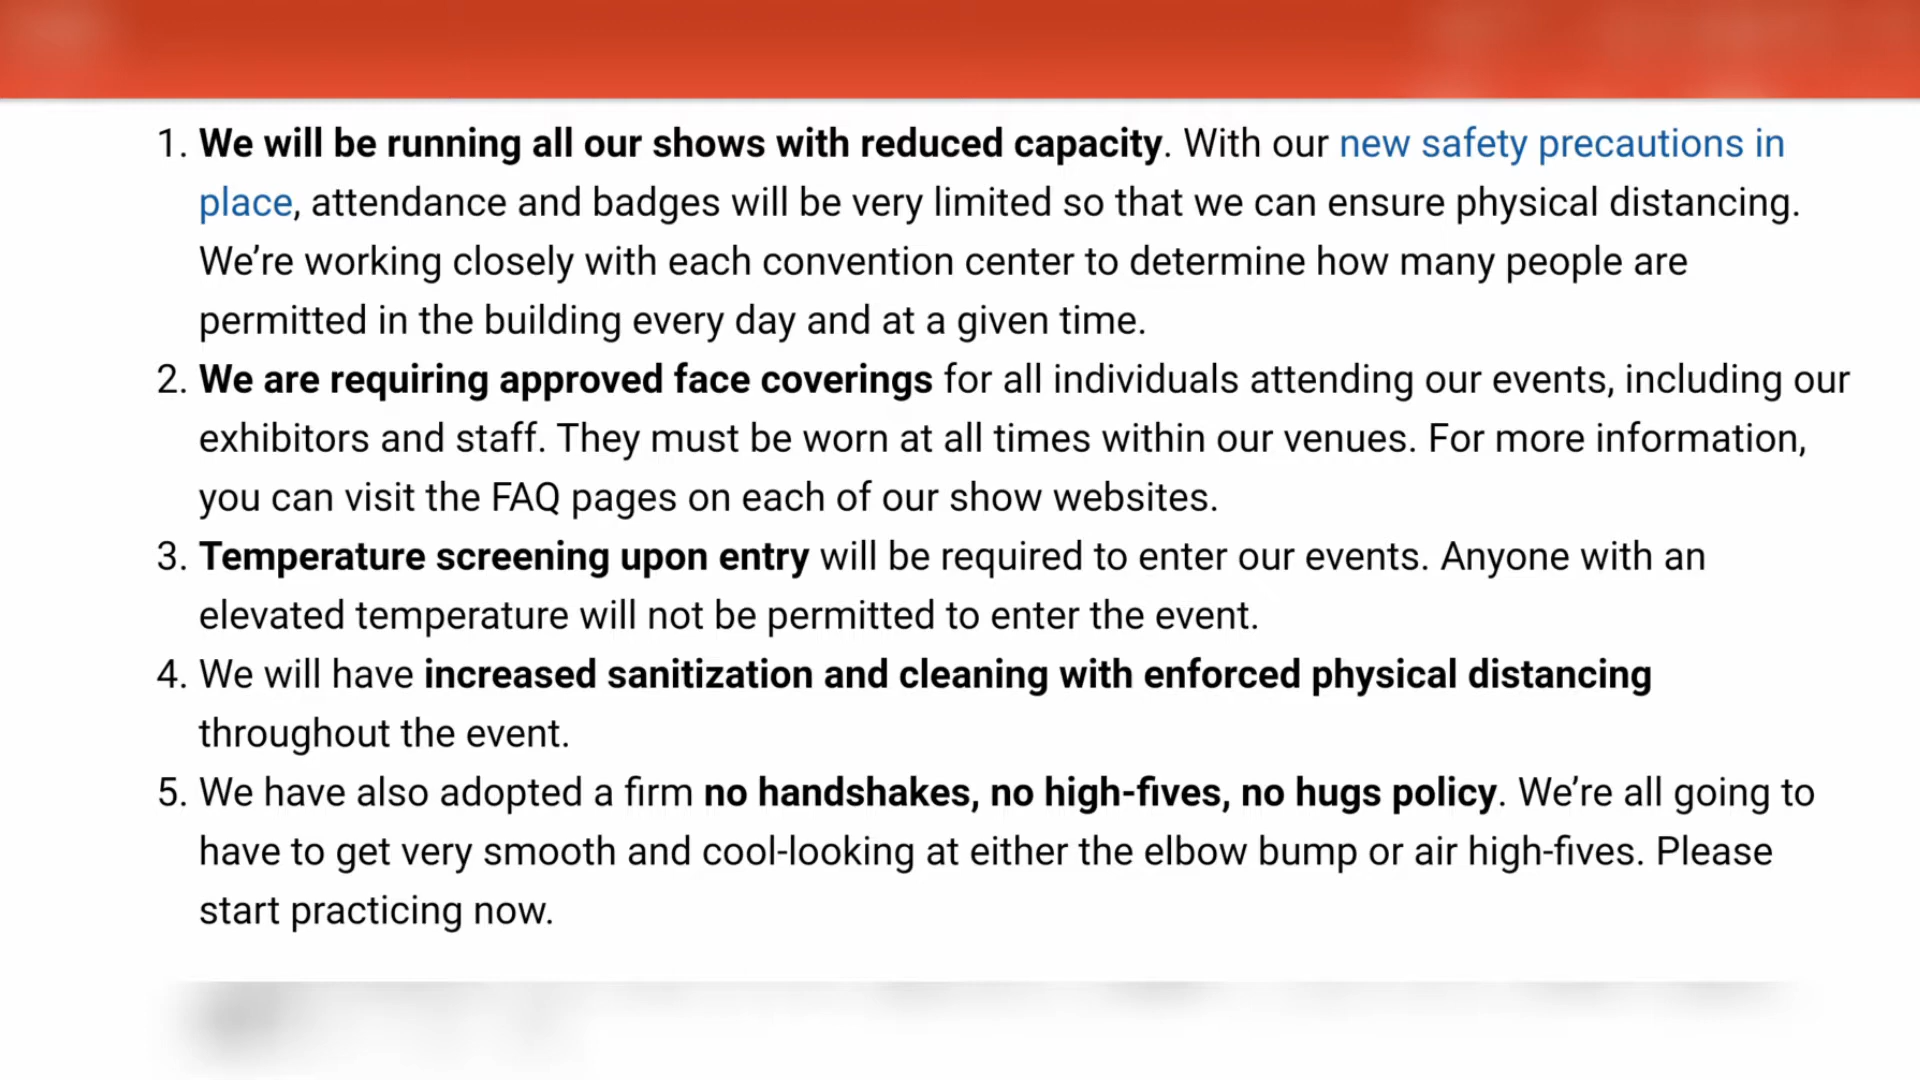 1. We will be running all our shows with reduced capacity. With our new safety precautions in
place, attendance and badges will be very limited so that we can ensure physical distancing.
We’re working closely with each convention center to determine how many people are
permitted in the building every day and at a given time.
2. We are requiring approved face coverings for all individuals attending our events, including our
exhibitors and staff. They must be worn at all times within our venues. For more information,
you can visit the FAQ pages on each of our show websites.
3. Temperature screening upon entry will be required to enter our events. Anyone with an
elevated temperature will not be permitted to enter the event.
4. We will have increased sanitization and cleaning with enforced physical distancing
throughout the event.
5. We have also adopted a firm no handshakes, no high-fives, no hugs policy. We’re all going to
have to get very smooth and cool-looking at either the elbow bump or air high-fives. Please
start practicing now.